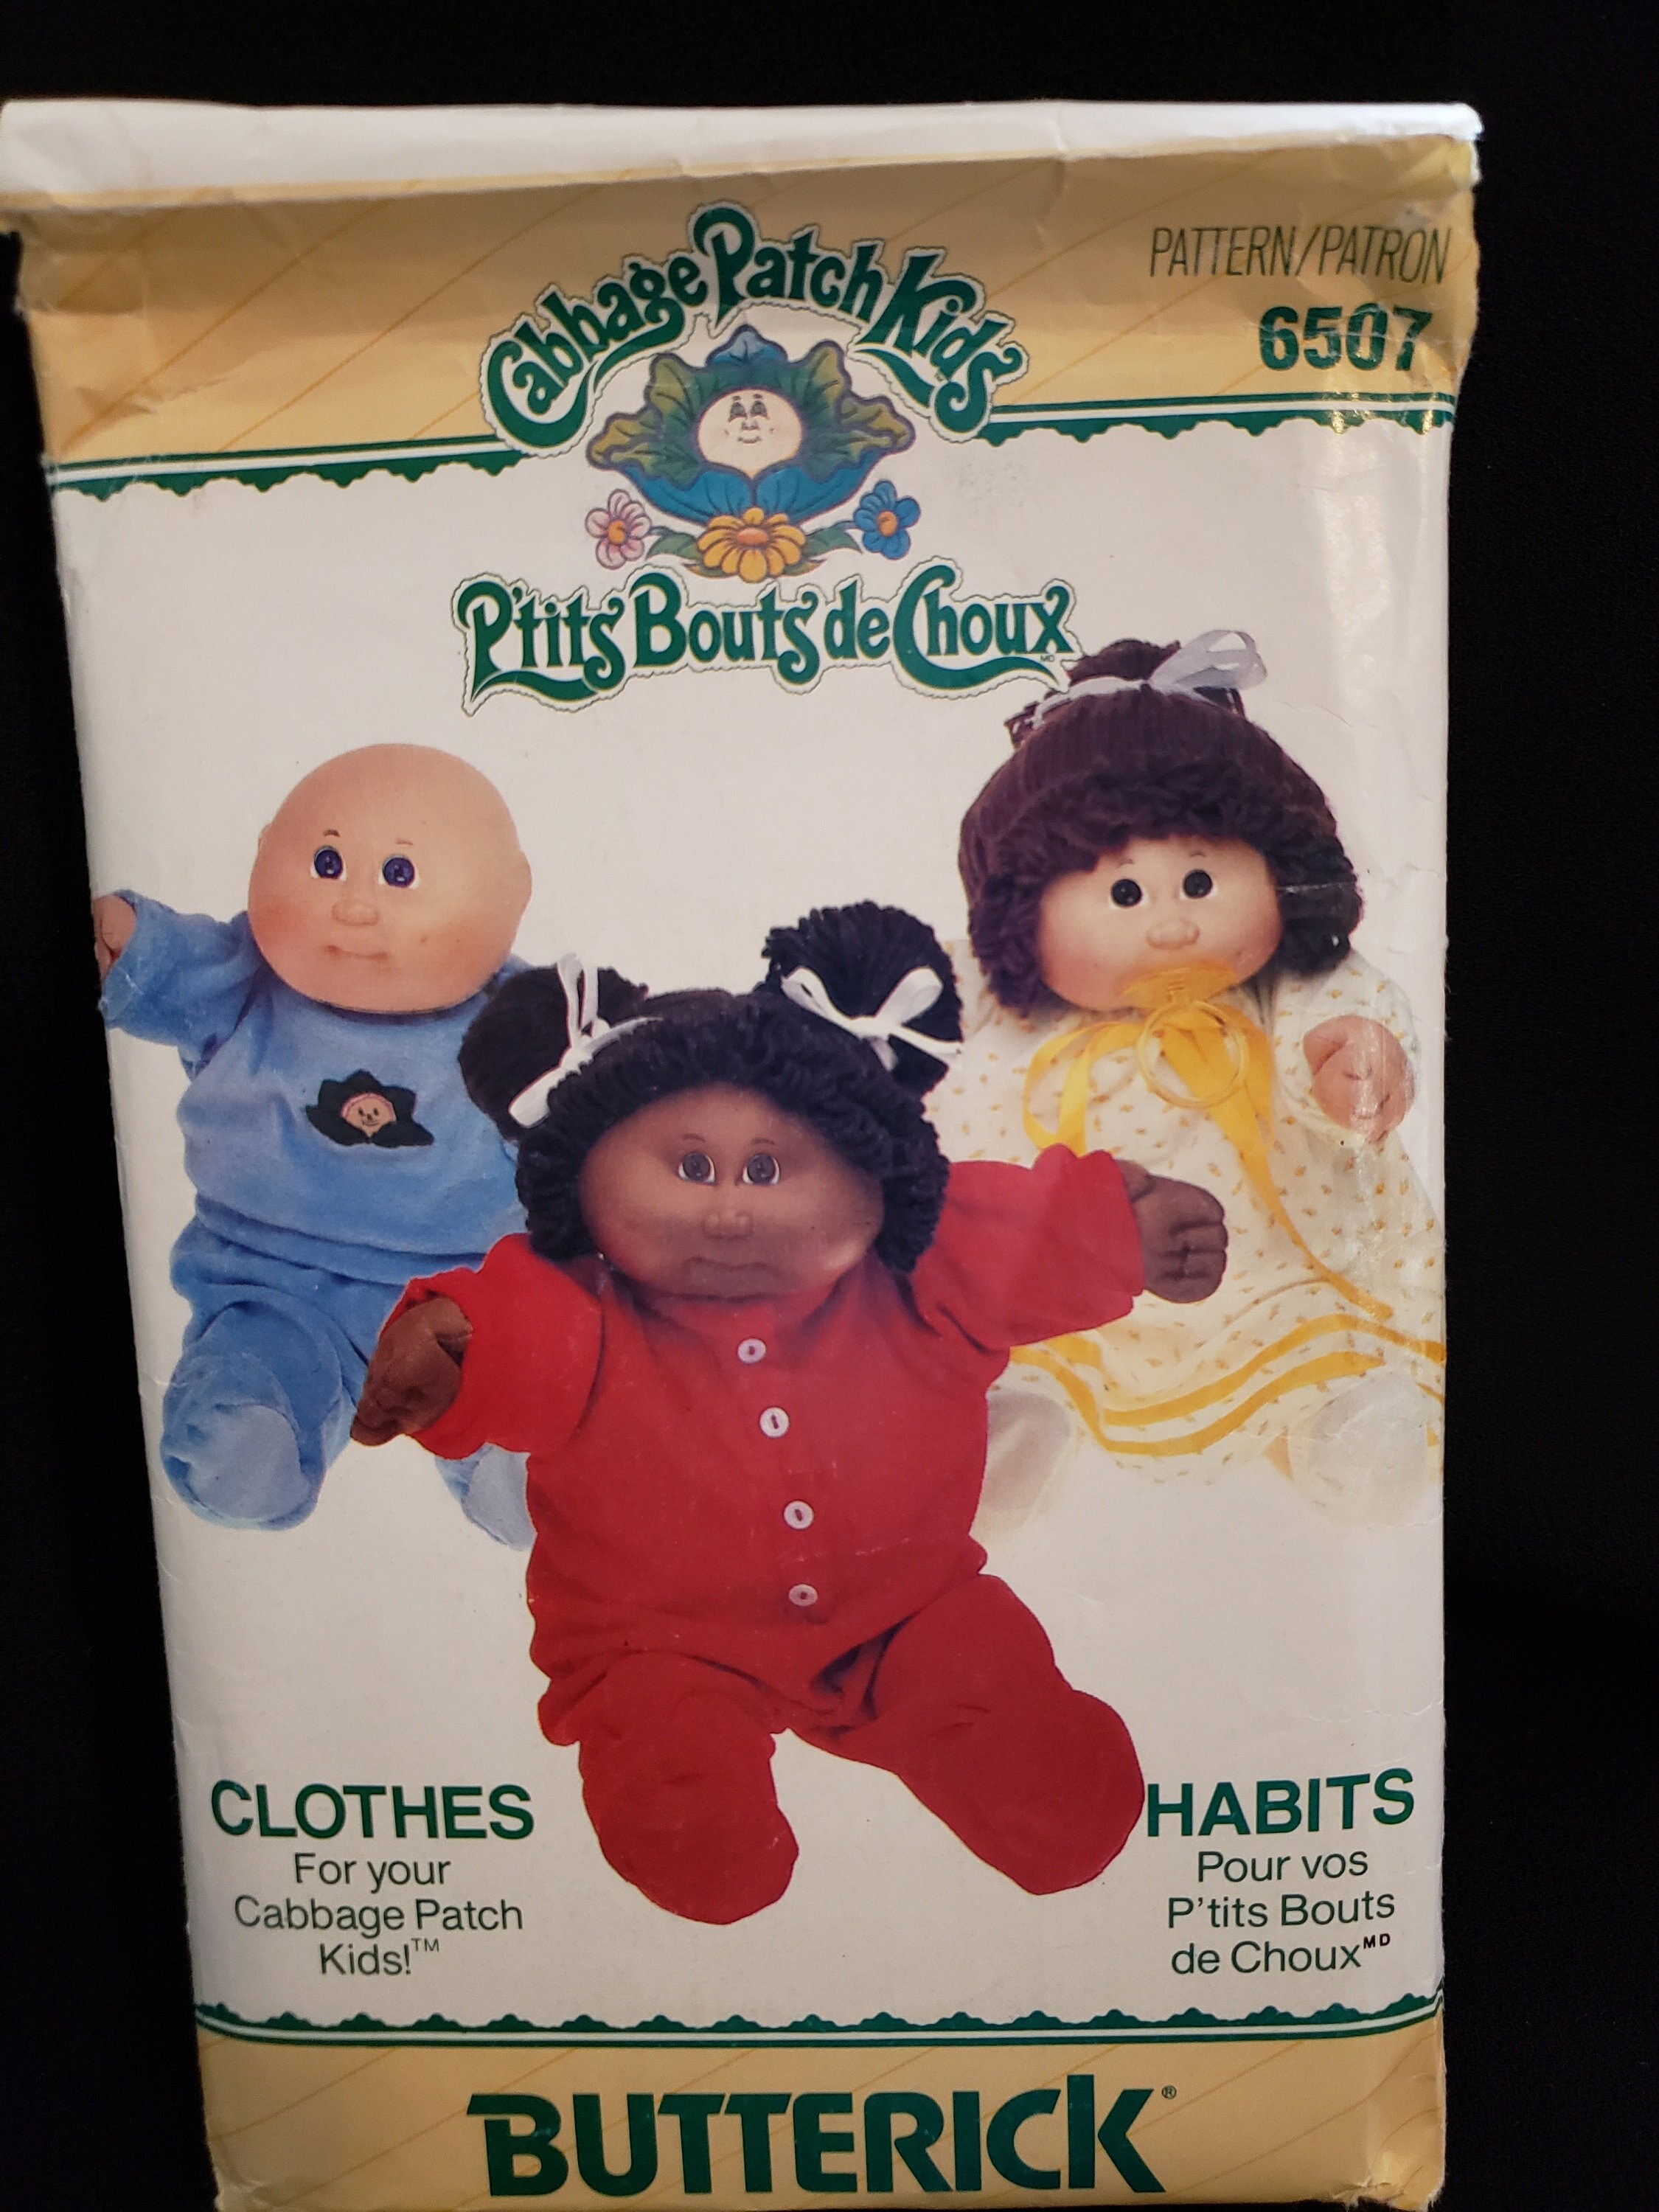 Cabbage Patch Kids
PATTERN/PATRON
6507
P'tits Bouts de Choux MD
CLOTHES
For your
Cabbage Patch
Kids!™
HABITS
Pour vos
P'tits Bouts
de Choux MD
BUTTERICK®